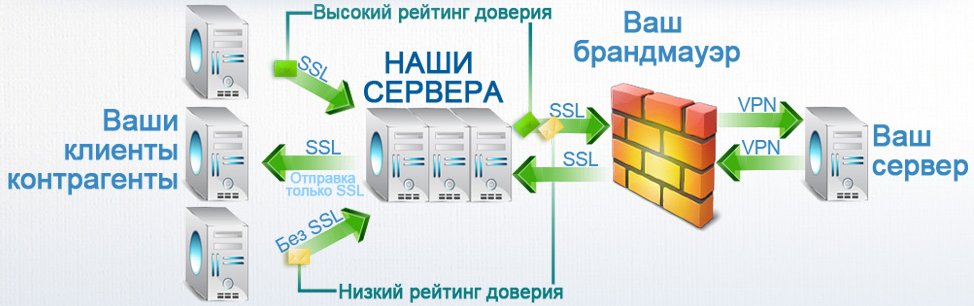 Высокий рейтинг доверия
SSL
НАШИ
СЕРВЕРА
Ваш
брандмауэр
SSL
VPN
Ваши
клиенты
контрагенты
SSL
Отправка
только SSL
SSL
VPN
Ваш
сервер
Без SSL
Низкий рейтинг доверия